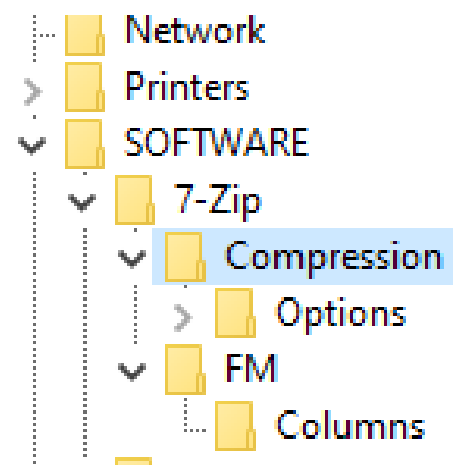 Network
Printers
SOFTWARE
7-Zip
Compression
Options
FM
Columns